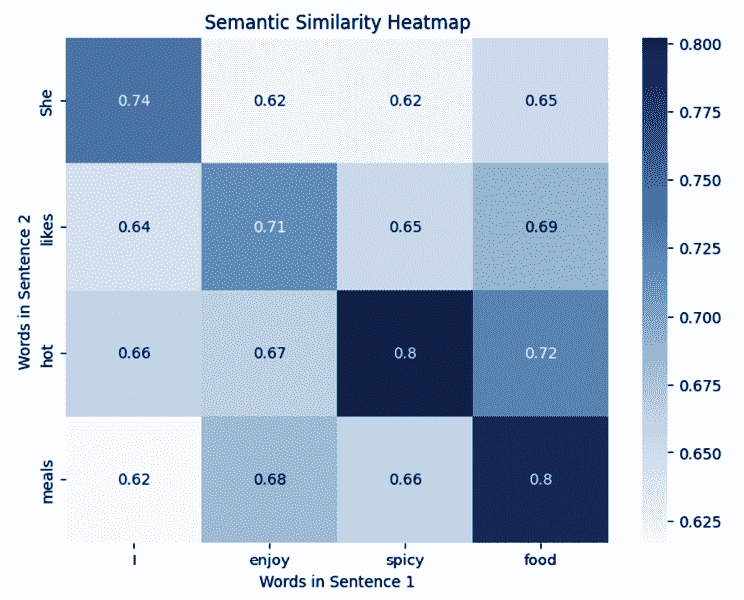 Semantic Similarity Heatmap
Words in Sentence 2
She
0.74 0.62 0.62 0.65
likes
0.64 0.71 0.65 0.69
hot
0.66 0.67 0.8 0.72
meals
0.62 0.68 0.66 0.8
I enjoy spicy food
Words in Sentence 1
0.800
0.775
0.750
0.725
0.700
0.675
0.650
0.625